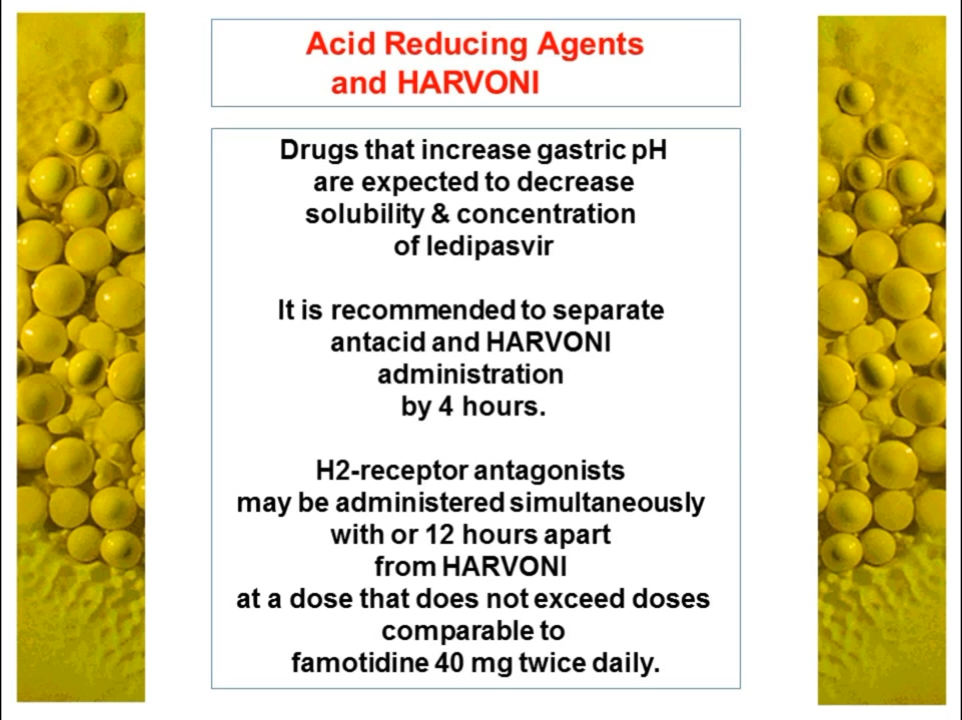 Acid Reducing Agents
and HARVONI
Drugs that increase gastric pH
are expected to decrease
solubility & concentration
of ledipasvir
It is recommended to separate
antacid and HARVONI
administration
by 4 hours.
H2-receptor antagonists
may be administered simultaneously
with or 12 hours apart
from HARVONI
at a dose that does not exceed doses
comparable to
famotidine 40 mg twice daily.